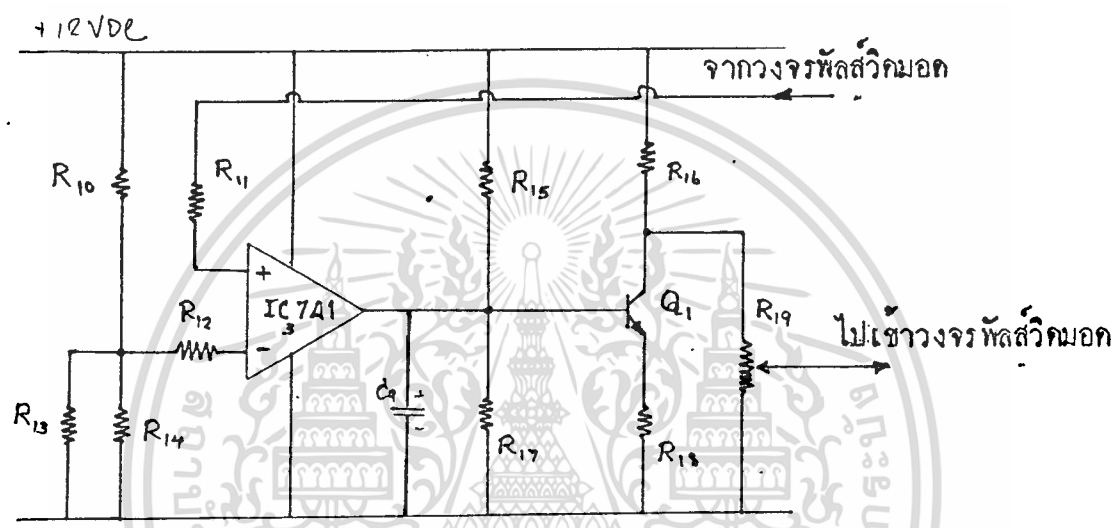 +12VDC
จากวงจรพัลส์วิดมอด
R10
R11
R15
R16
R12
+
IC 741
3
-
Q1
R19
ไปเข้าวงจรพัลส์วิดมอด
R13
R14
C9
+
-
R17
R18